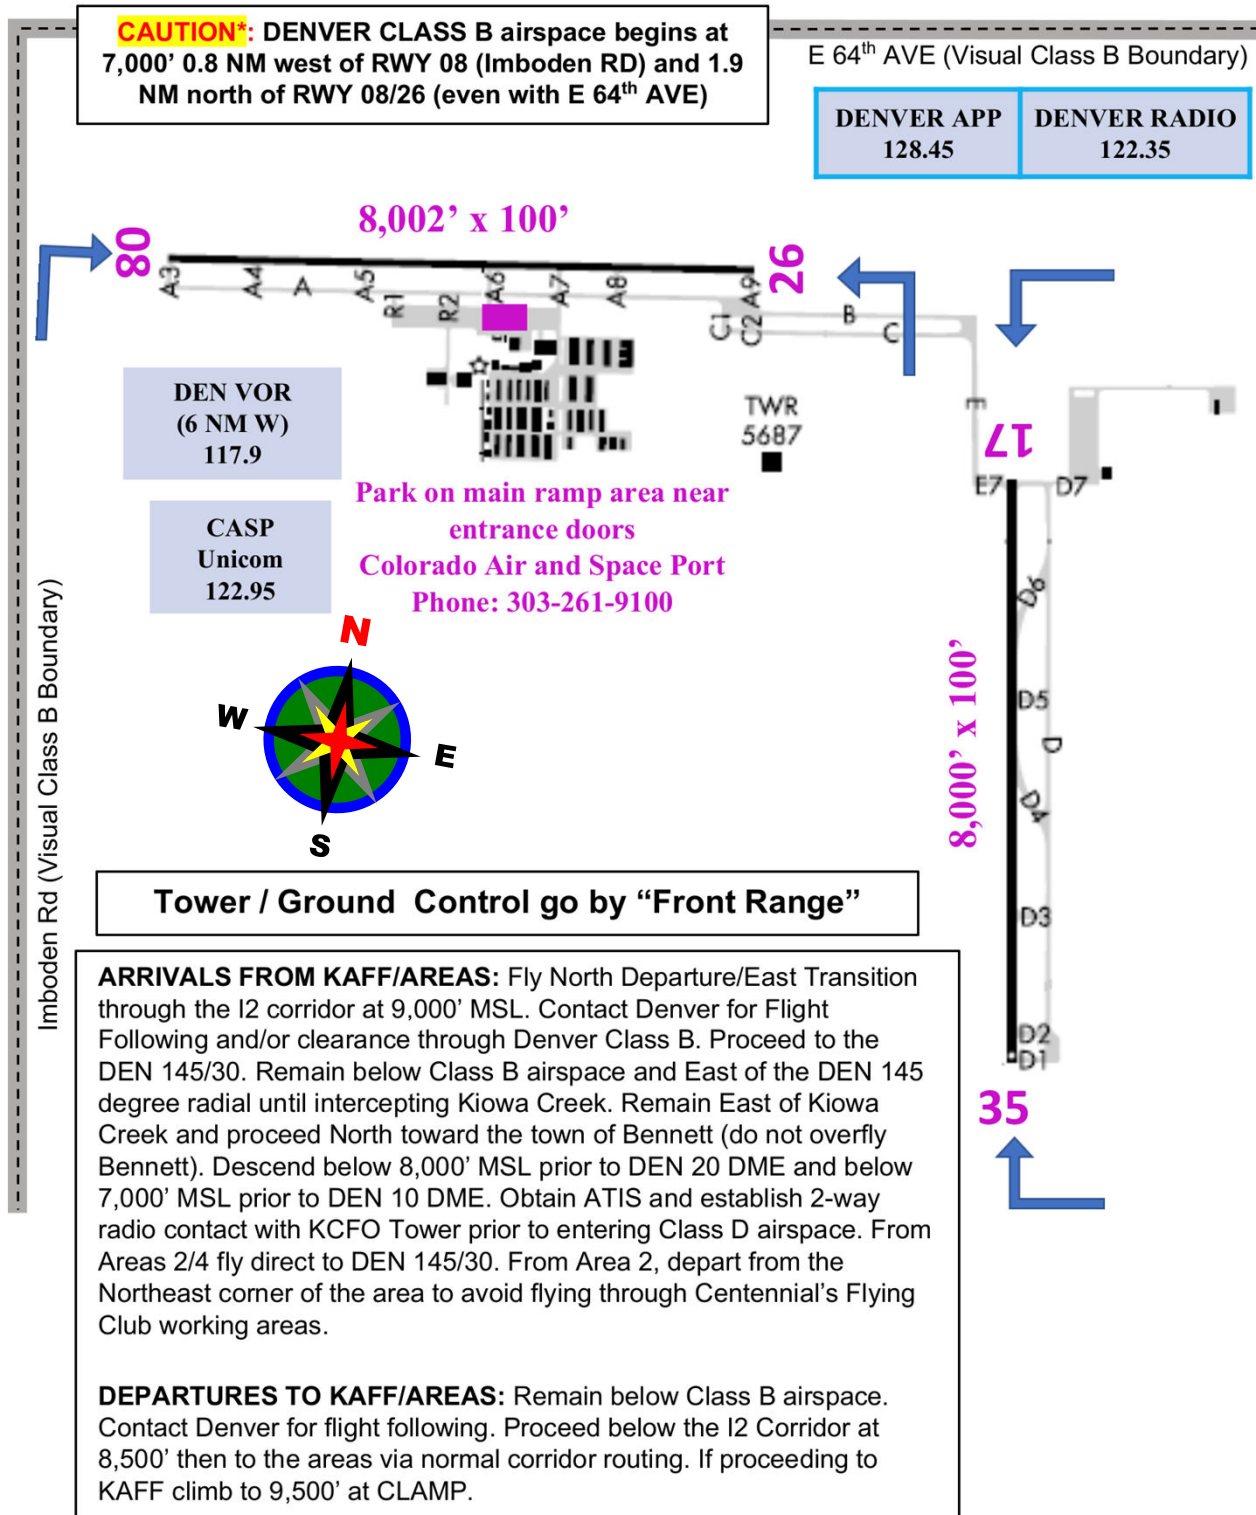 CAUTION*: DENVER CLASS B airspace begins at
7,000’ 0.8 NM west of RWY 08 (Imboden RD) and 1.9
NM north of RWY 08/26 (even with E 64th AVE)
E 64th AVE (Visual Class B Boundary)
DENVER APP
128.45
DENVER RADIO
122.35
8,002’ x 100’
08
26
A3
A4
A
A5
R1
R2
A6
A7
A8
A9
C1
C2
B
C
E
TWR
5687
17
E7
D7
DEN VOR
(6 NM W)
117.9
CASP
Unicom
122.95
Park on main ramp area near
entrance doors
Colorado Air and Space Port
Phone: 303-261-9100
N
W
E
S
Imboden Rd (Visual Class B Boundary)
8,000’ x 100’
D6
D5
D
D4
D3
D2
D1
35
Tower / Ground Control go by “Front Range”
ARRIVALS FROM KAFF/AREAS: Fly North Departure/East Transition
through the I2 corridor at 9,000’ MSL. Contact Denver for Flight
Following and/or clearance through Denver Class B. Proceed to the
DEN 145/30. Remain below Class B airspace and East of the DEN 145
degree radial until intercepting Kiowa Creek. Remain East of Kiowa
Creek and proceed North toward the town of Bennett (do not overfly
Bennett). Descend below 8,000’ MSL prior to DEN 20 DME and below
7,000’ MSL prior to DEN 10 DME. Obtain ATIS and establish 2-way
radio contact with KCFO Tower prior to entering Class D airspace. From
Areas 2/4 fly direct to DEN 145/30. From Area 2, depart from the
Northeast corner of the area to avoid flying through Centennial’s Flying
Club working areas.
DEPARTURES TO KAFF/AREAS: Remain below Class B airspace.
Contact Denver for flight following. Proceed below the I2 Corridor at
8,500’ then to the areas via normal corridor routing. If proceeding to
KAFF climb to 9,500’ at CLAMP.